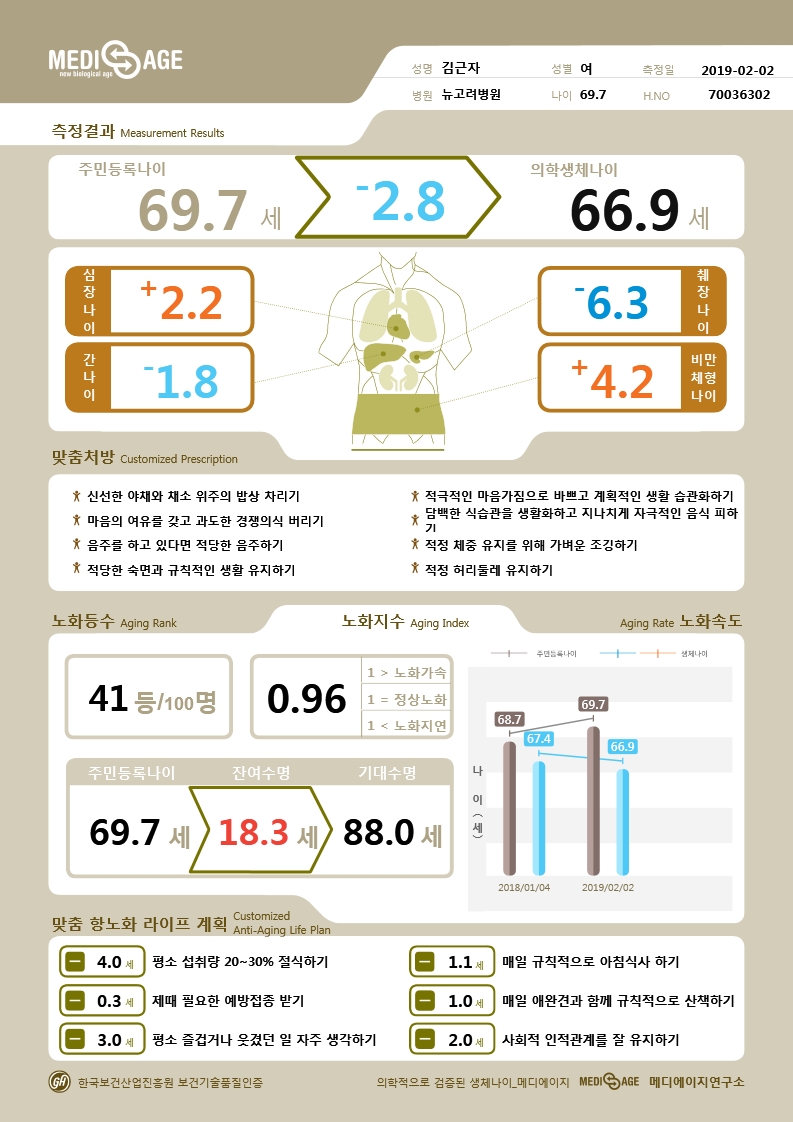 MEDI AGE
new biological age
성명 김근자 성별 여 측정일 2019-02-02
병원 뉴고려병원 나이 69.7 H.NO 70036302
측정결과 Measurement Results
주민등록나이 의학생체나이
69.7 세 -2.8 66.9 세
심장나이 +2.2
-6.3 췌장나이
간나이 -1.8
+4.2 비만체형나이
맞춤처방 Customized Prescription
신선한 야채와 채소 위주의 밥상 차리기
마음의 여유를 갖고 과도한 경쟁의식 버리기
음주를 하고 있다면 적당한 음주하기
적당한 숙면과 규칙적인 생활 유지하기
적극적인 마음가짐으로 바쁘고 계획적인 생활 습관화하기
담백한 식습관을 생활화하고 지나치게 자극적인 음식 피하
기
적정 체중 유지를 위해 가벼운 조깅하기
적정 허리둘레 유지하기
노화등수 Aging Rank 노화지수 Aging Index Aging Rate 노화속도
41 등/100명
0.96
1 > 노화가속
1 = 정상노화
1 < 노화지연
주민등록나이 잔여수명 기대수명
69.7 세 18.3 세 88.0 세
주민등록나이 생체나이
나이(세)
68.7 67.4 69.7 66.9
2018/01/04 2019/02/02
맞춤 항노화 라이프 계획 Customized
Anti-Aging Life Plan
4.0 세 평소 섭취량 20~30% 절식하기
1.1 세 매일 규칙적으로 아침식사 하기
0.3 세 제때 필요한 예방접종 받기
1.0 세 매일 애완견과 함께 규칙적으로 산책하기
3.0 세 평소 즐겁거나 웃겼던 일 자주 생각하기
2.0 세 사회적 인적관계를 잘 유지하기
GH 한국보건산업진흥원 보건기술품질인증 의학적으로 검증된 생체나이_메디에이지 MEDI AGE 메디에이지연구소